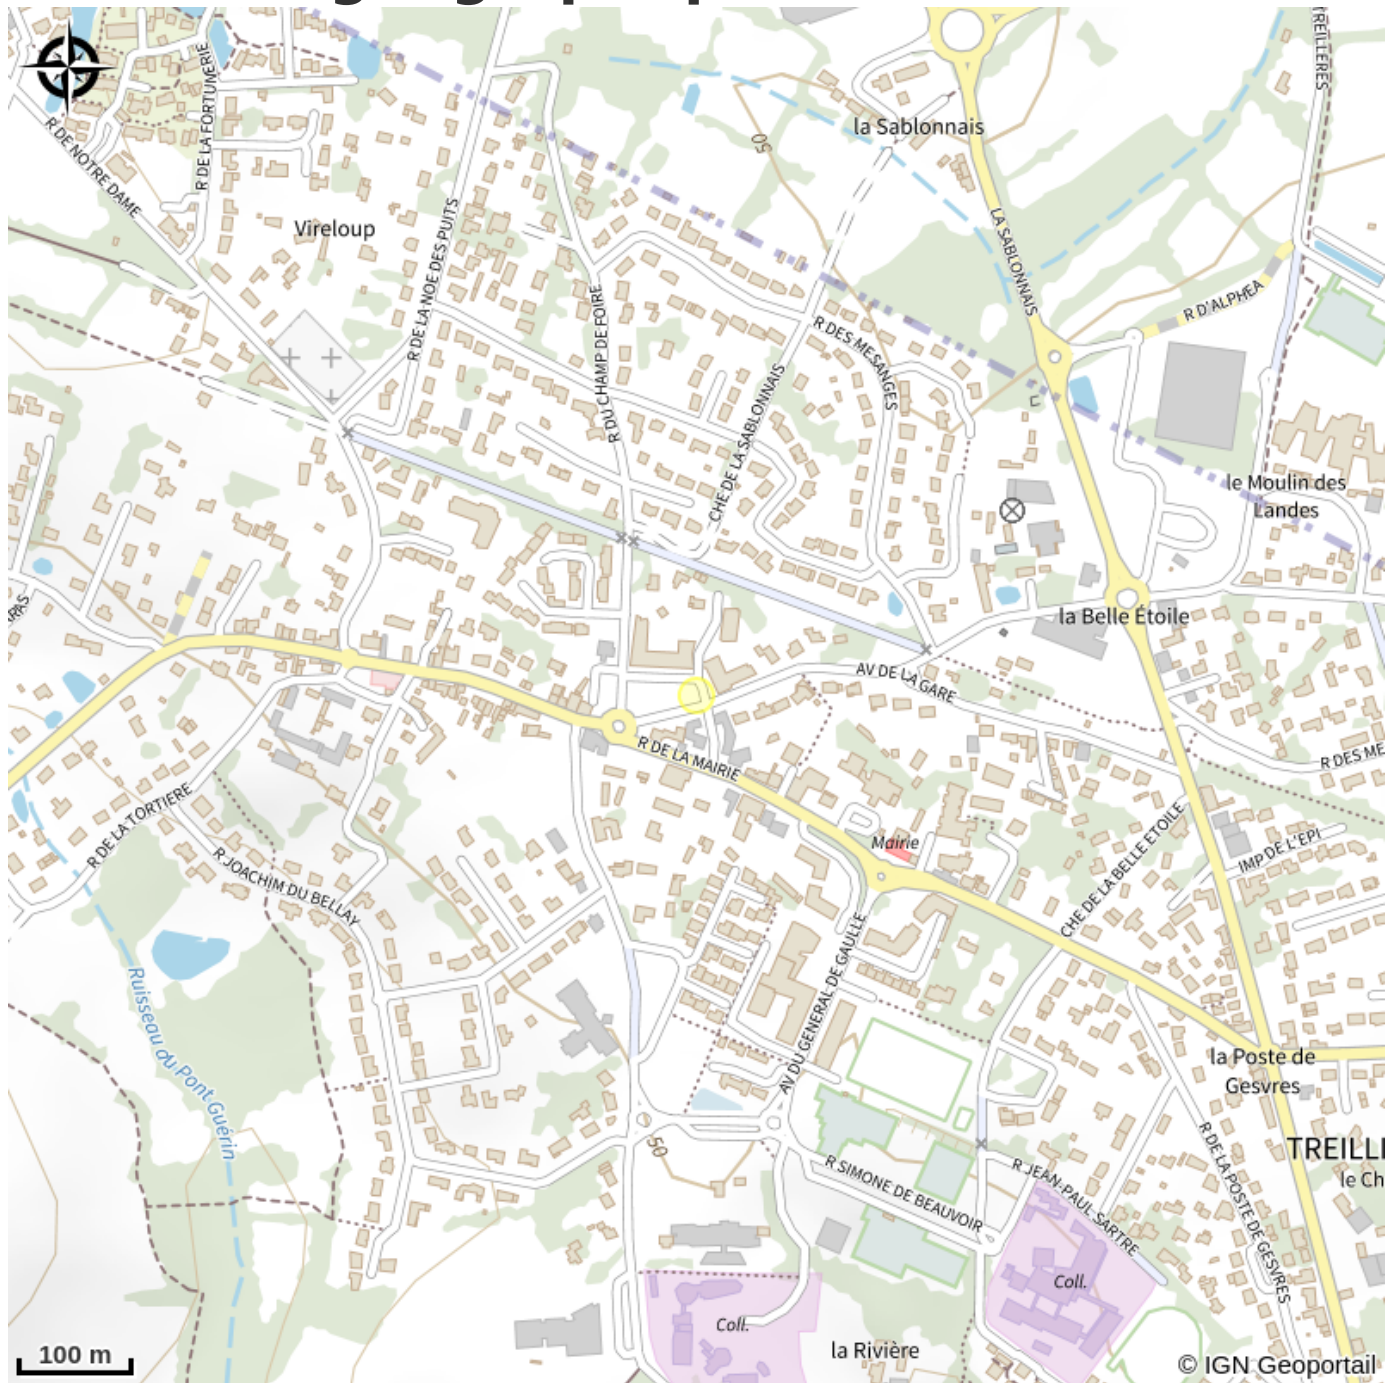 R DE NOTRE DAME
R DE LA FORTUNERIE
Vireloup
R DE LA NOE DES PUITS
R DU CHAMP DE FOIRE
la Sablonnais
50
LA SABLONNAIS
TREILLERES
R D'ALPHEA
R DES MESANGES
CHE DE LA SABLONNAIS
le Moulin des
Landes
la Belle Étoile
RAS
AV DE LA GARE
R DE LA MAIRIE
R DES ME
R DE LA TORTIERE
R JOACHIM DU BELLAY
Mairie
IMP DE L'EPI
CHE DE LA BELLE ETOILE
AV DU GENERAL DE GAULLE
Ruisseau du Pont Guérin
la Poste de
Gesvres
50
R SIMONE DE BEAUVOIR
R JEAN-PAUL SARTRE
R DE LA POSTE DE GESVRES
TREILLI
le Ch
Coll.
Coll.
la Rivière
100 m
© IGN Geoportail